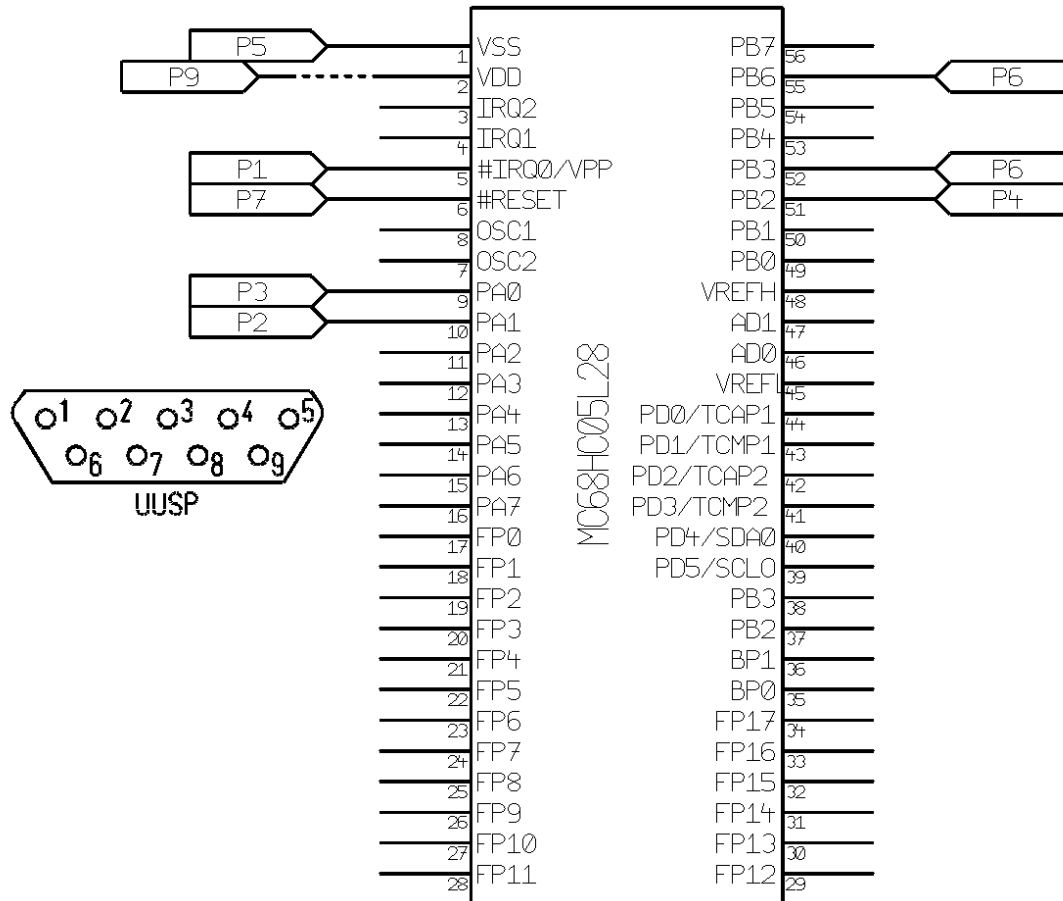 P5 1 VSS PB7 56
P9 2 VDD PB6 55 P6
3 IRQ2 PB5 54
4 IRQ1 PB4 53
P1 5 #IRQ0/VPP PB3 52 P6
P7 6 #RESET PB2 51 P4
8 OSC1 PB1 50
7 OSC2 PB0 49
P3 9 PA0 VREFH 48
P2 10 PA1 AD1 47
11 PA2 AD0 46
12 PA3 VREFL 45
13 PA4 PD0/TCAP1 44
14 PA5 PD1/TCMP1 43
15 PA6 PD2/TCAP2 42
16 PA7 PD3/TCMP2 41
17 FP0 PD4/SDA0 40
18 FP1 PD5/SCL0 39
19 FP2 PB3 38
20 FP3 PB2 37
21 FP4 BP1 36
22 FP5 BP0 35
23 FP6 FP17 34
24 FP7 FP16 33
25 FP8 FP15 32
26 FP9 FP14 31
27 FP10 FP13 30
28 FP11 FP12 29
MC68HC05L28
1 2 3 4 5
6 7 8 9
UUSP